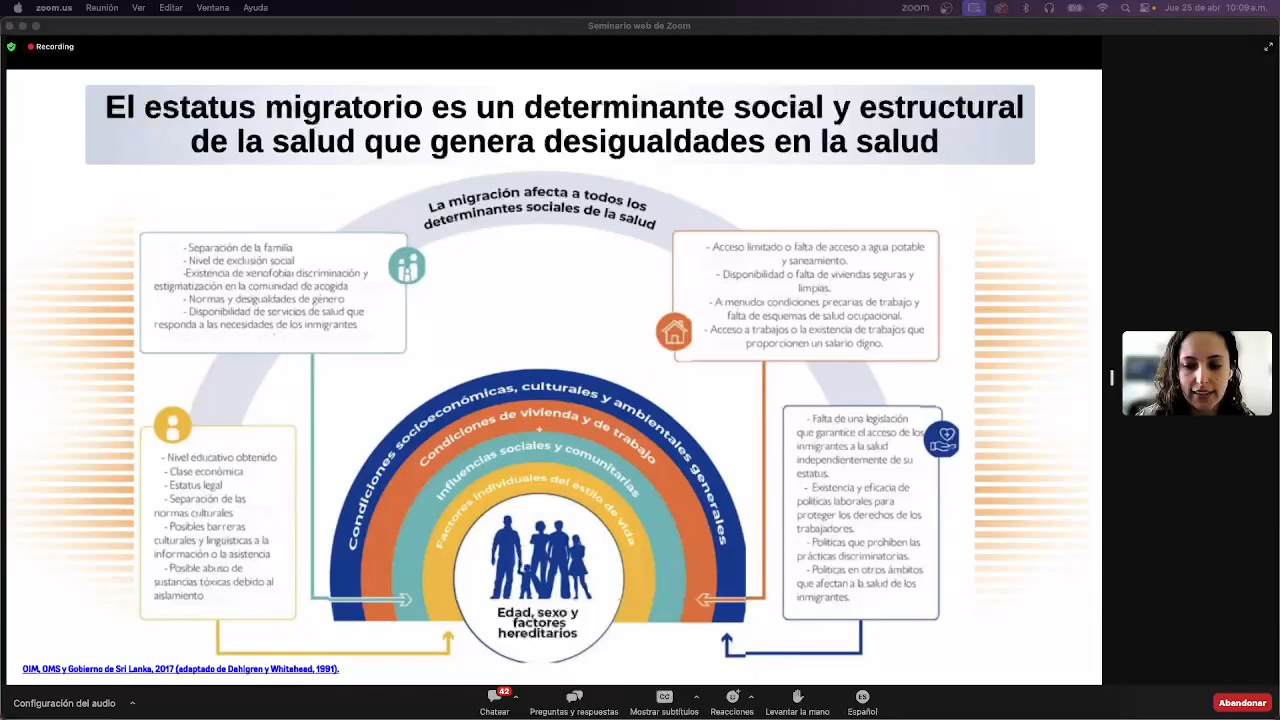 zoom.us Reunión Ver Editar Ventana Ayuda
zoom
Jue 25 de abr 10:09 a.m.
Seminario web de Zoom
Recording
El estatus migratorio es un determinante social y estructural
de la salud que genera desigualdades en la salud
La migración afecta a todos los
determinantes sociales de la salud
- Separación de la familia
- Nivel de exclusión social
-Existencia de xenofobia: discriminación y
estigmatización en la comunidad de acogida
- Normas y desigualdades de género
- Disponibilidad de servicios de salud que
responda a las necesidades de los inmigrantes
- Acceso limitado o falta de acceso a agua potable
y saneamiento.
- Disponibilidad o falta de viviendas seguras y
limpias.
- A menudo: condiciones precarias de trabajo y
falta de esquemas de salud ocupacional.
- Acceso a trabajos o la existencia de trabajos que
proporcionen un salario digno.
- Nivel educativo obtenido
- Clase económica
- Estatus legal
- Separación de las
normas culturales
- Posibles barreras
culturales y lingüísticas a la
información o la asistencia
- Posible abuso de
sustancias tóxicas debido al
aislamiento
Condiciones socioeconómicas, culturales y ambientales generales
Condiciones de vivienda y de trabajo
+
Influencias sociales y comunitarias
Factores individuales del estilo de vida
Edad, sexo y
factores
hereditarios
- Falta de una legislación
que garantice el acceso de los
inmigrantes a la salud
independientemente de su
estatus.
- Existencia y eficacia de
políticas laborales para
proteger los derechos de los
trabajadores.
- Políticas que prohíben las
prácticas discriminatorias.
- Políticas en otros ámbitos
que afectan a la salud de los
inmigrantes.
OIM, OMS y Gobierno de Sri Lanka, 2017 (adaptado de Dahlgren y Whitehead, 1991).
Configuración del audio
42
CC
ES
Chatear Preguntas y respuestas Mostrar subtítulos Reacciones Levantar la mano Español
Abandonar